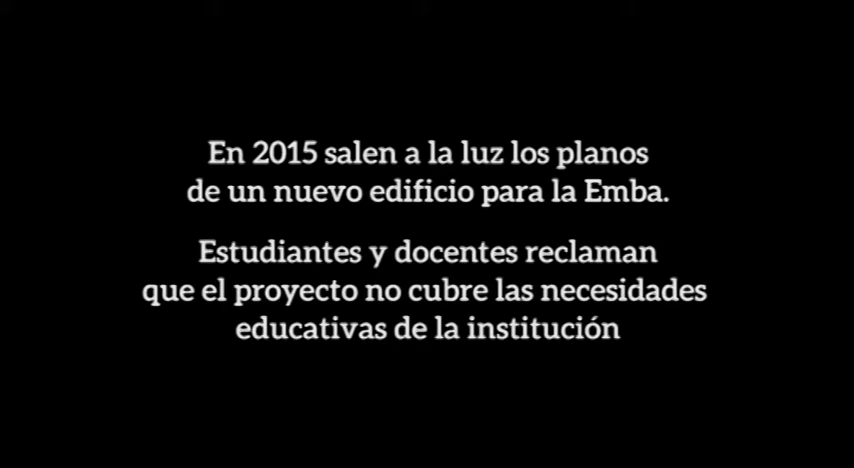 En 2015 salen a la luz los planos
de un nuevo edificio para la Emba.
Estudiantes y docentes reclaman
que el proyecto no cubre las necesidades
educativas de la institución